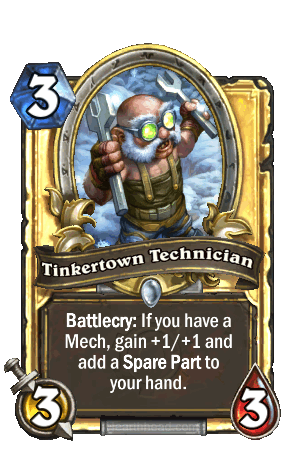 3
Tinkertown Technician
Battlecry: If you have a
Mech, gain +1/+1 and
add a Spare Part to
your hand.
3
3